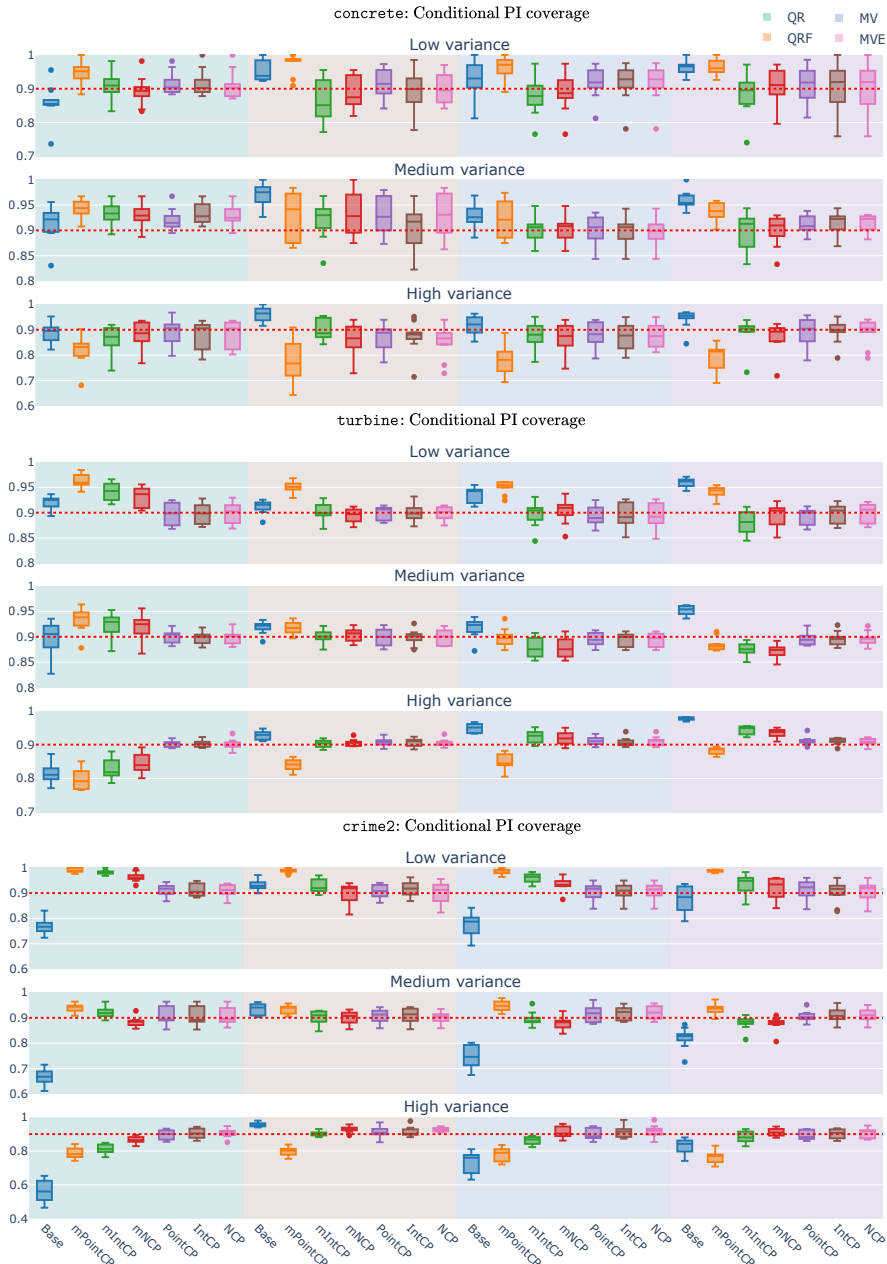 concrete: Conditional PI coverage
QR
MV
QRF
MVE
Low variance
1
0.9
0.8
0.7
Medium variance
1
0.95
0.9
0.85
0.8
High variance
1
0.9
0.8
0.7
0.6
turbine: Conditional PI coverage
Low variance
1
0.95
0.9
0.85
0.8
Medium variance
1
0.95
0.9
0.85
0.8
High variance
1
0.9
0.8
0.7
crime2: Conditional PI coverage
Low variance
1
0.9
0.8
0.7
0.6
Medium variance
1
0.9
0.8
0.7
0.6
High variance
1
0.8
0.6
0.4
Base
mPointCP
mIntCP
mNCP
PointCP
IntCP
NCP
Base
mPointCP
mIntCP
mNCP
PointCP
IntCP
NCP
Base
mPointCP
mIntCP
mNCP
PointCP
IntCP
NCP
Base
mPointCP
mIntCP
mNCP
PointCP
IntCP
NCP